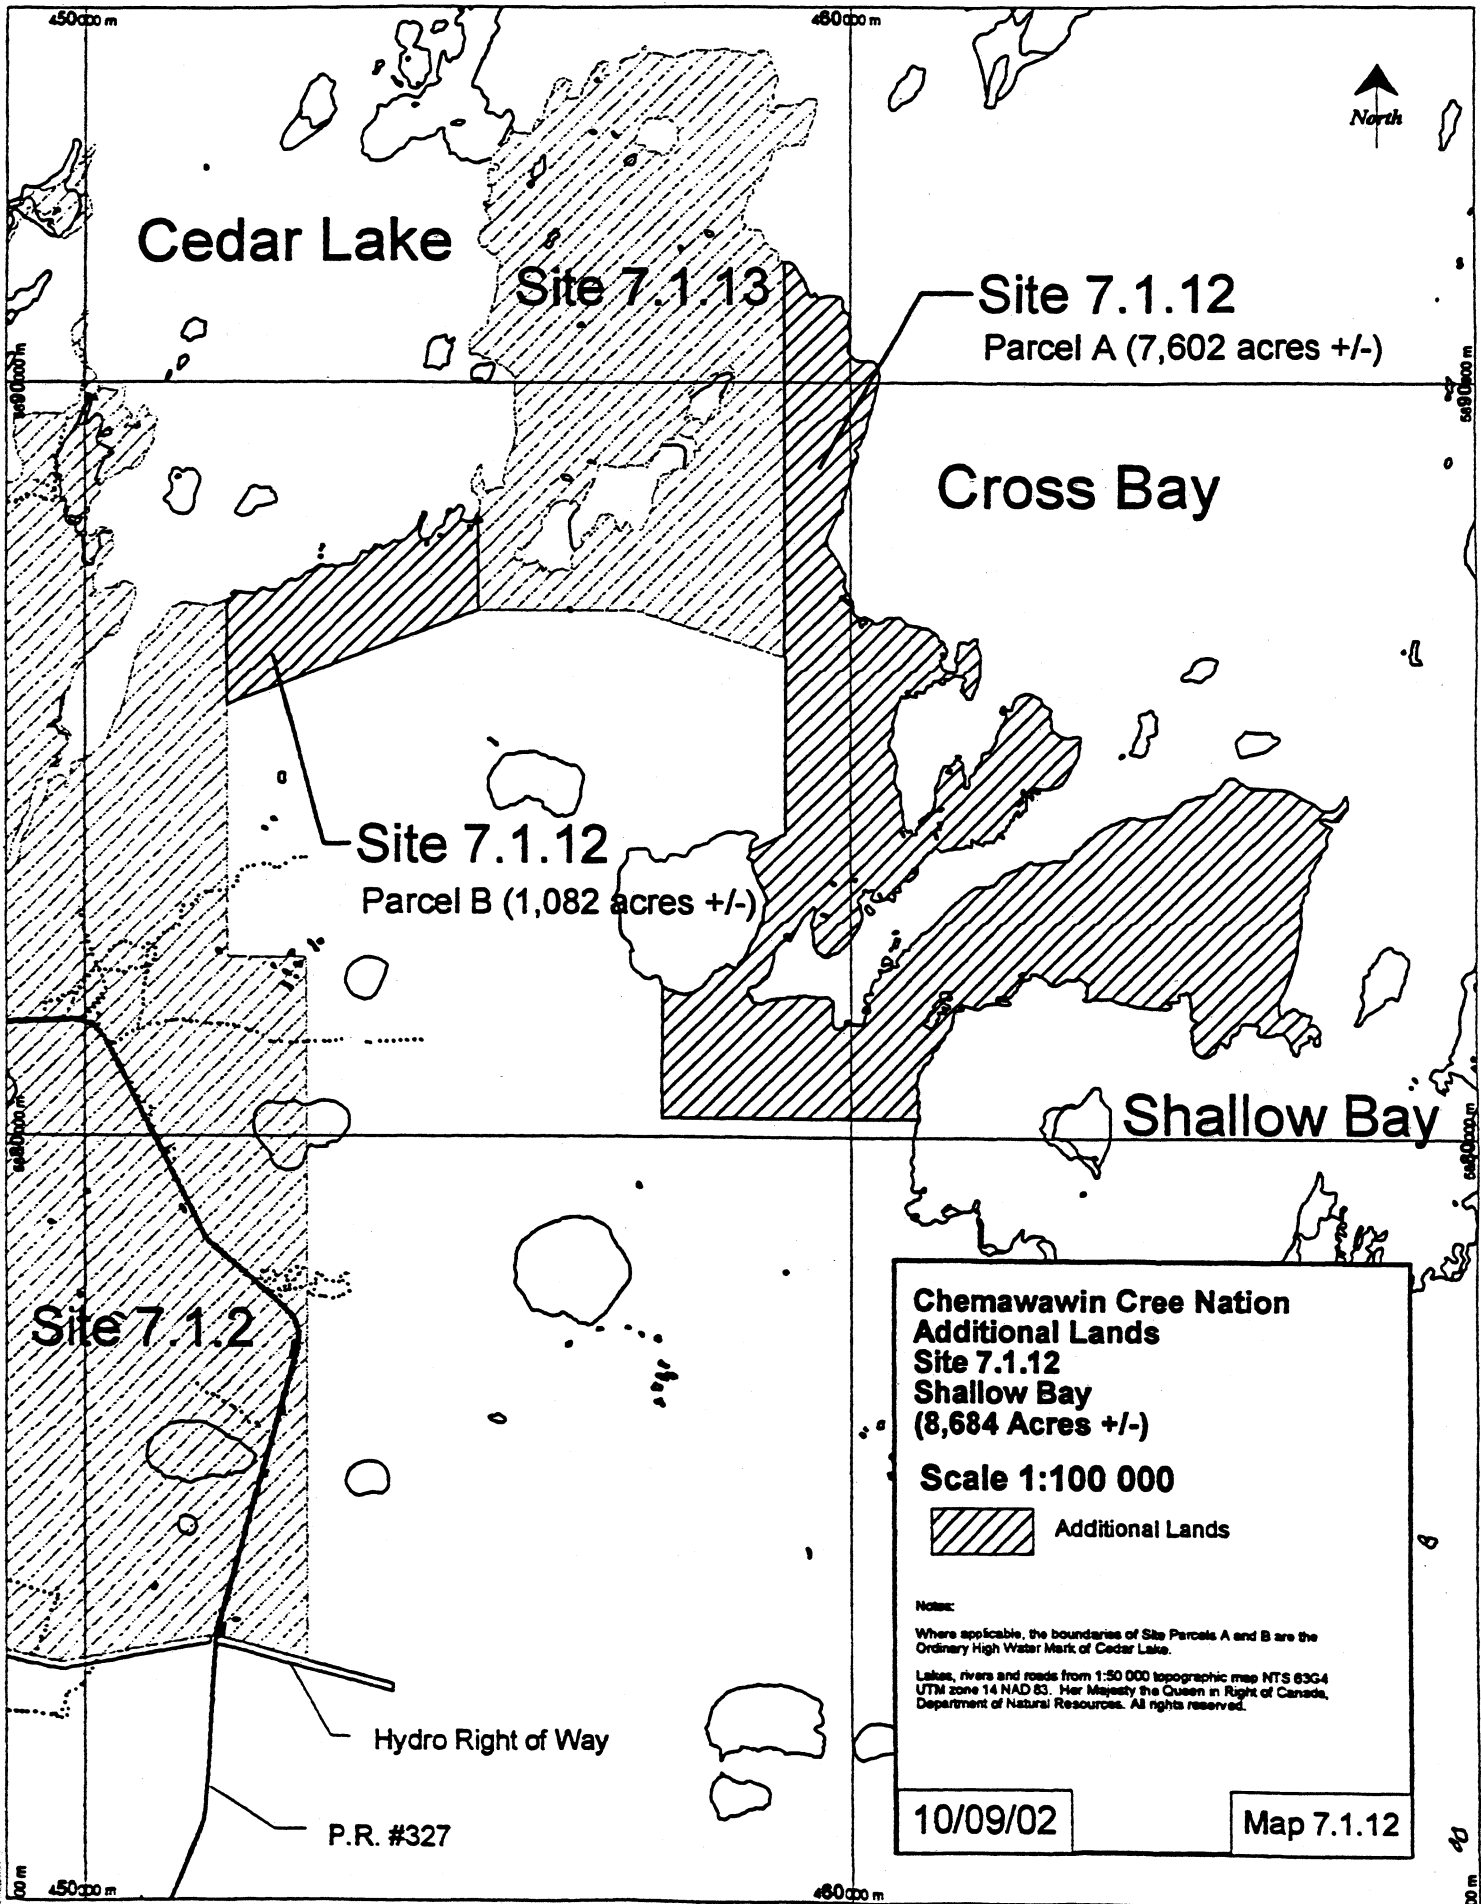 450000 m
460000 m
North
Cedar Lake
Site 7.1.13
Site 7.1.12
Parcel A (7,602 acres +/-)
5890000 m
5890000 m
Cross Bay
Site 7.1.12
Parcel B (1,082 acres +/-)
5880000 m
Shallow Bay
5880000 m
Site 7.1.2
Chemawawin Cree Nation
Additional Lands
Site 7.1.12
Shallow Bay
(8,684 Acres +/-)
Scale 1:100 000
Additional Lands
Notes:
Where applicable, the boundaries of Site Parcels A and B are the
Ordinary High Water Mark of Cedar Lake.
Lakes, rivers and roads from 1:50 000 topographic map NTS 63G4
UTM zone 14 NAD 83. Her Majesty the Queen in Right of Canada,
Department of Natural Resources. All rights reserved.
Hydro Right of Way
P.R. #327
10/09/02
Map 7.1.12
00 m
450000 m
460000 m